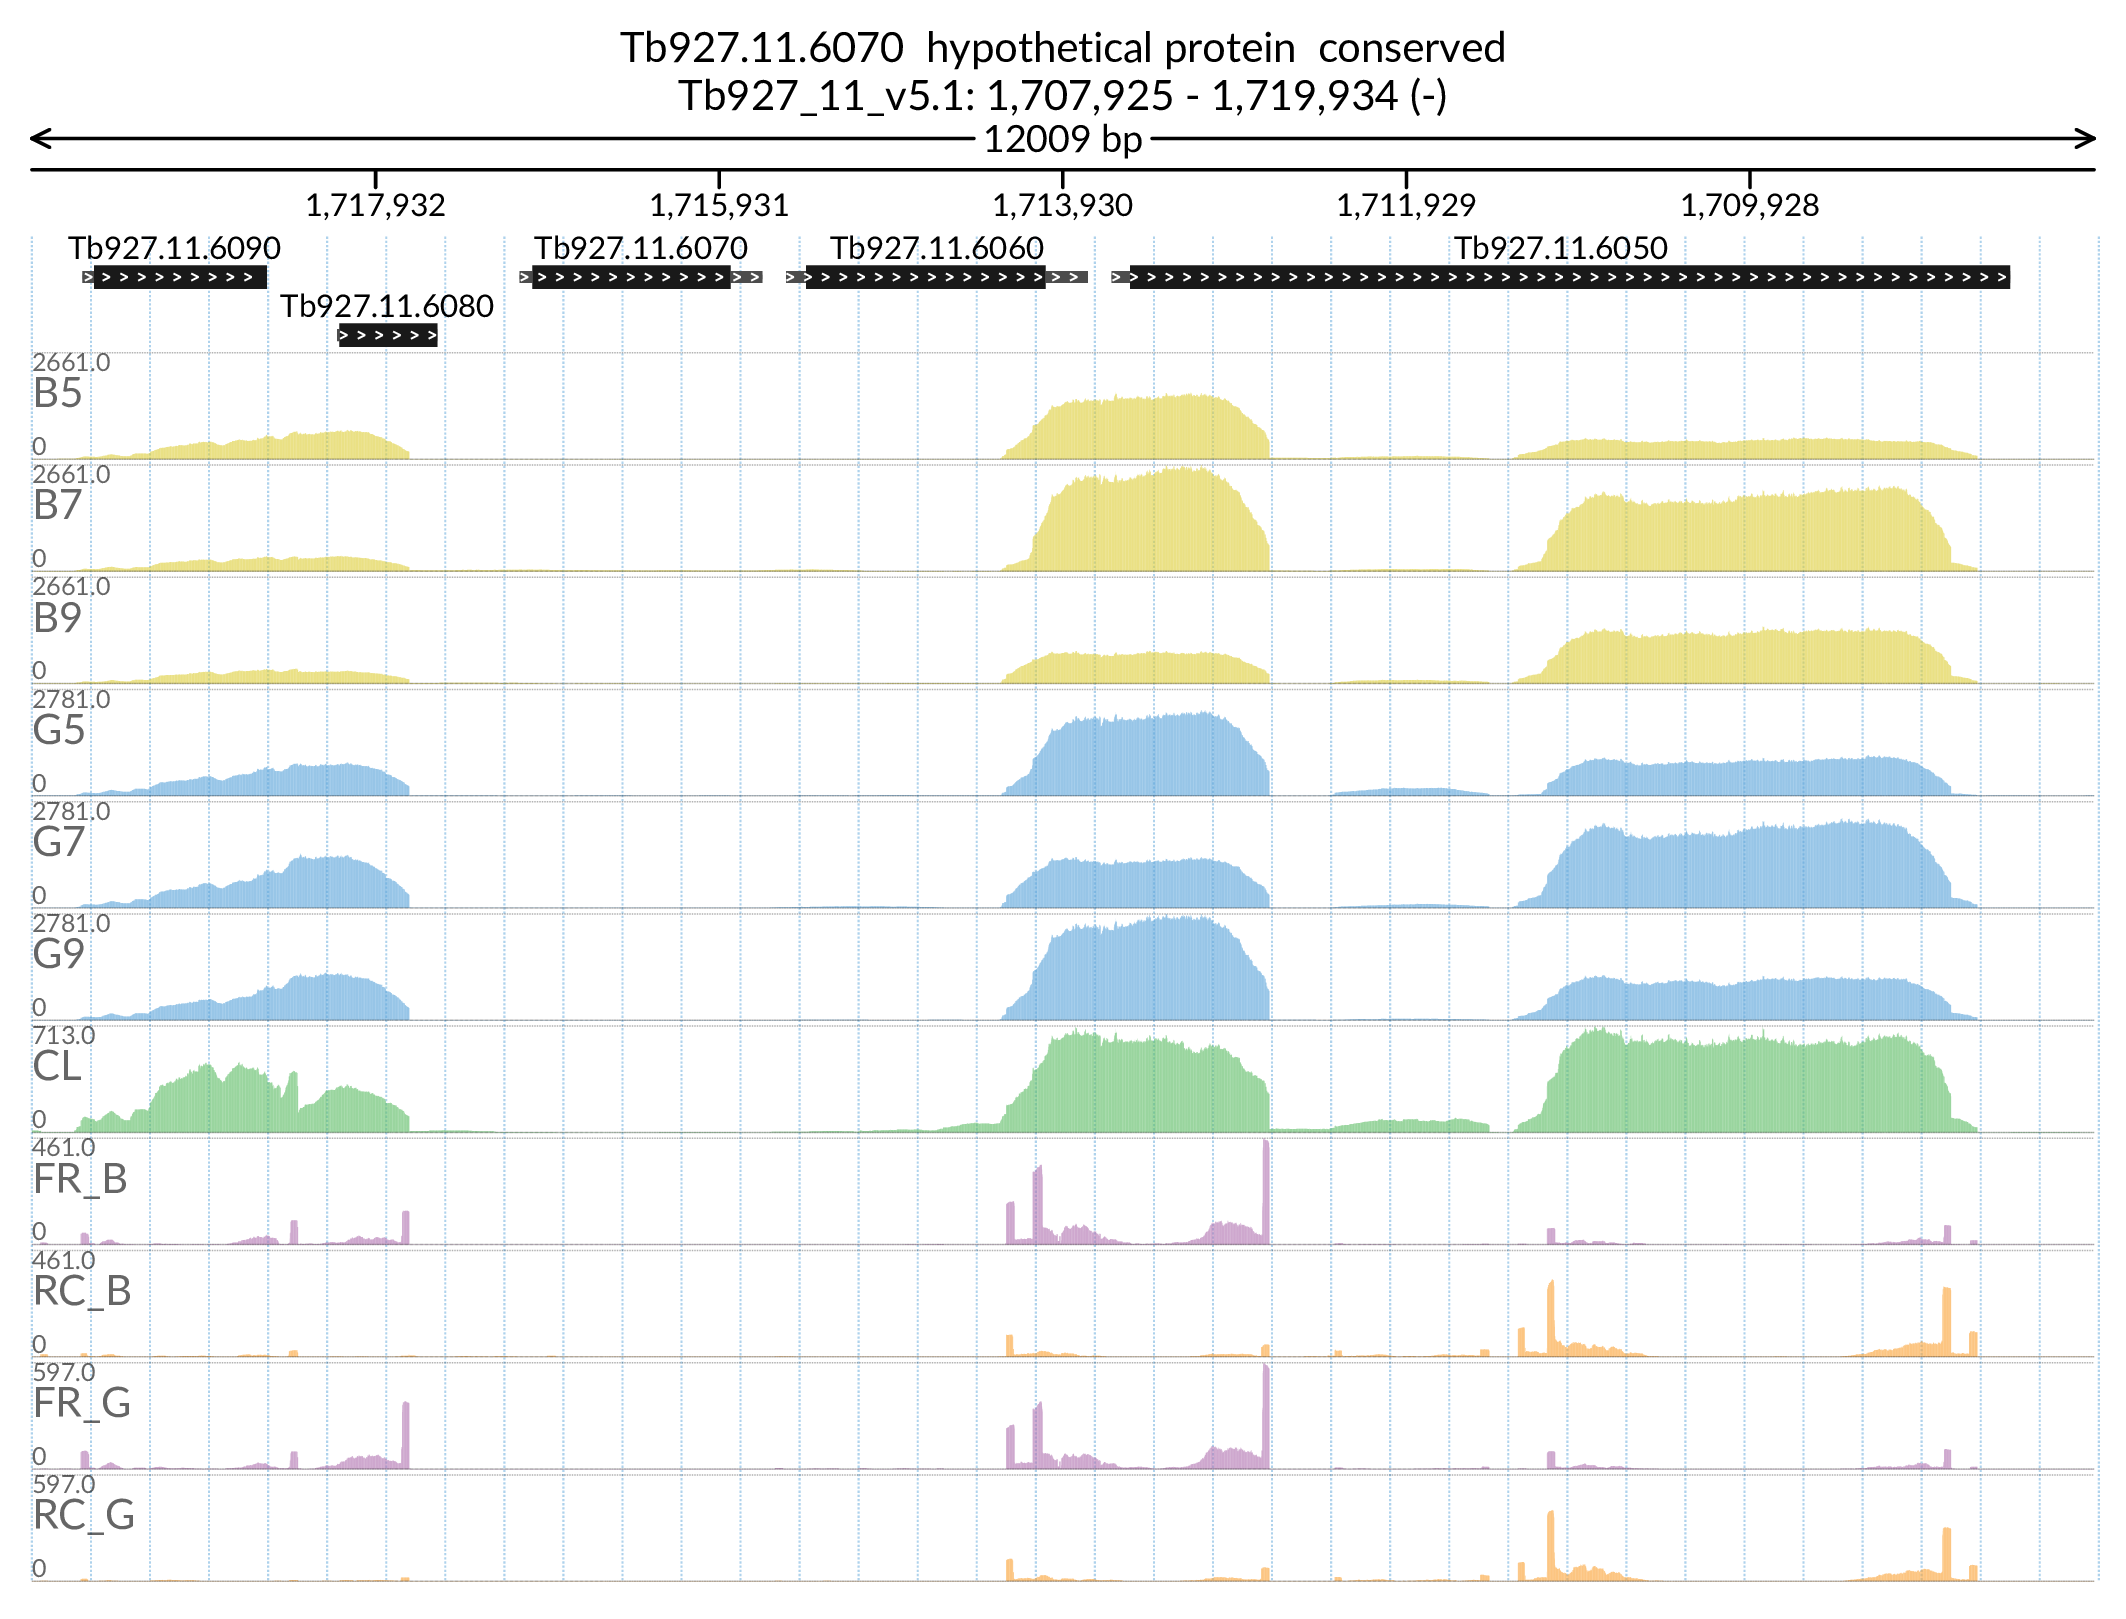 Tb927.11.6070  hypothetical protein  conserved
Tb927_11_v5.1: 1,707,925 - 1,719,934 (-)
12009 bp
1,717,932 1,715,931 1,713,930 1,711,929 1,709,928
Tb927.11.6090 Tb927.11.6070 Tb927.11.6060 Tb927.11.6050
Tb927.11.6080
2661.0
B5
0
2661.0
B7
0
2661.0
B9
0
2781.0
G5
0
2781.0
G7
0
2781.0
G9
0
713.0
CL
0
461.0
FR_B
0
461.0
RC_B
0
597.0
FR_G
0
597.0
RC_G
0